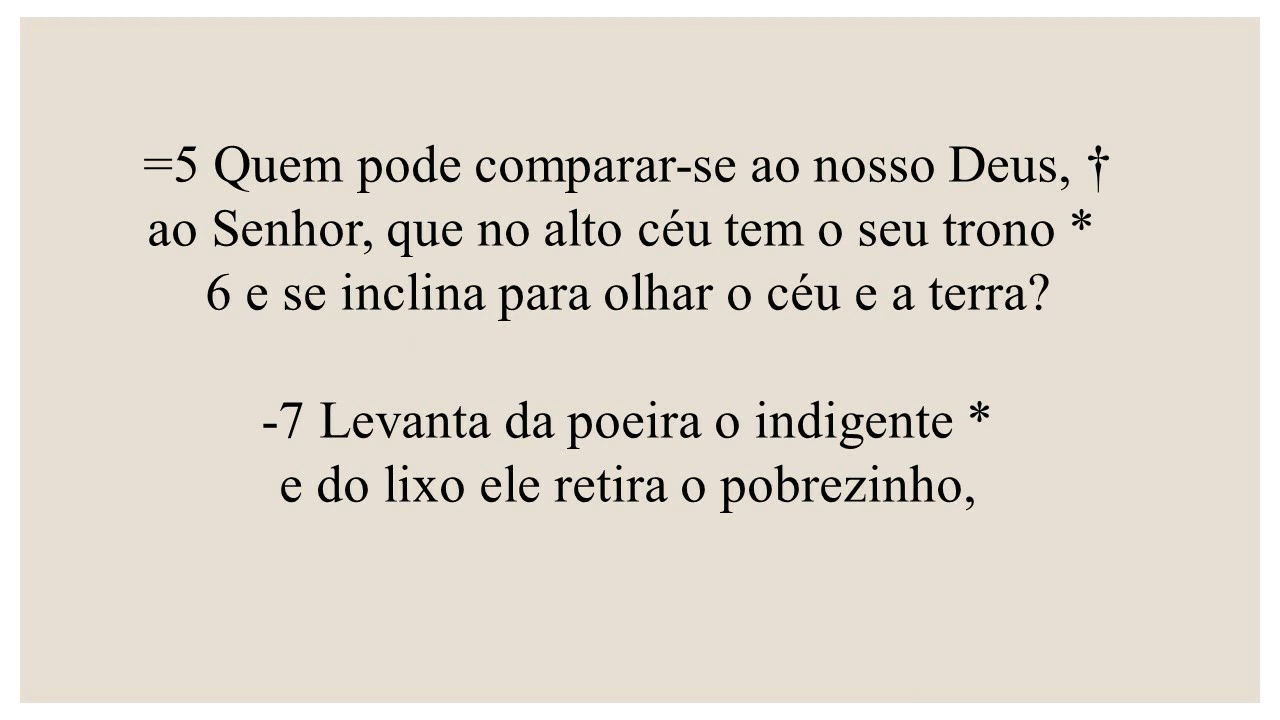 =5 Quem pode comparar-se ao nosso Deus, †
ao Senhor, que no alto céu tem o seu trono *
6 e se inclina para olhar o céu e a terra?
-7 Levanta da poeira o indigente *
e do lixo ele retira o pobrezinho,